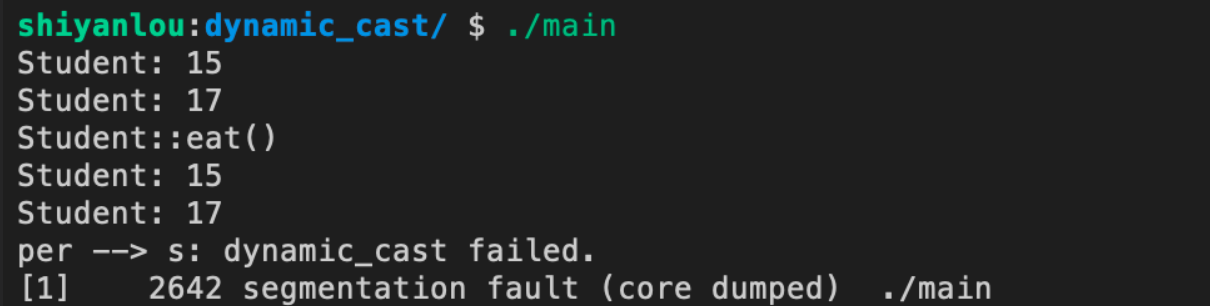 shiyanlou:dynamic_cast/ $ ./main
Student: 15
Student: 17
Student::eat()
Student: 15
Student: 17
per --> s: dynamic_cast failed.
[1]    2642 segmentation fault (core dumped)  ./main